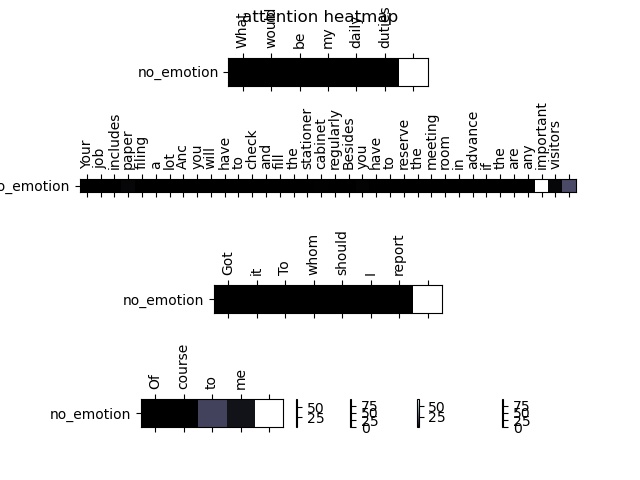 attention heatmap
What would be my daily duties
no_emotion
Your job includes paper filing a lot Anc you will have to check and fill the stationer cabinet regularly Besides you have to reserve the meeting room in advance if the are any important visitors
no_emotion
Got it To whom should I report
no_emotion
Of course to me
no_emotion
50 25
75 50 25 0
50 25
75 50 25 0